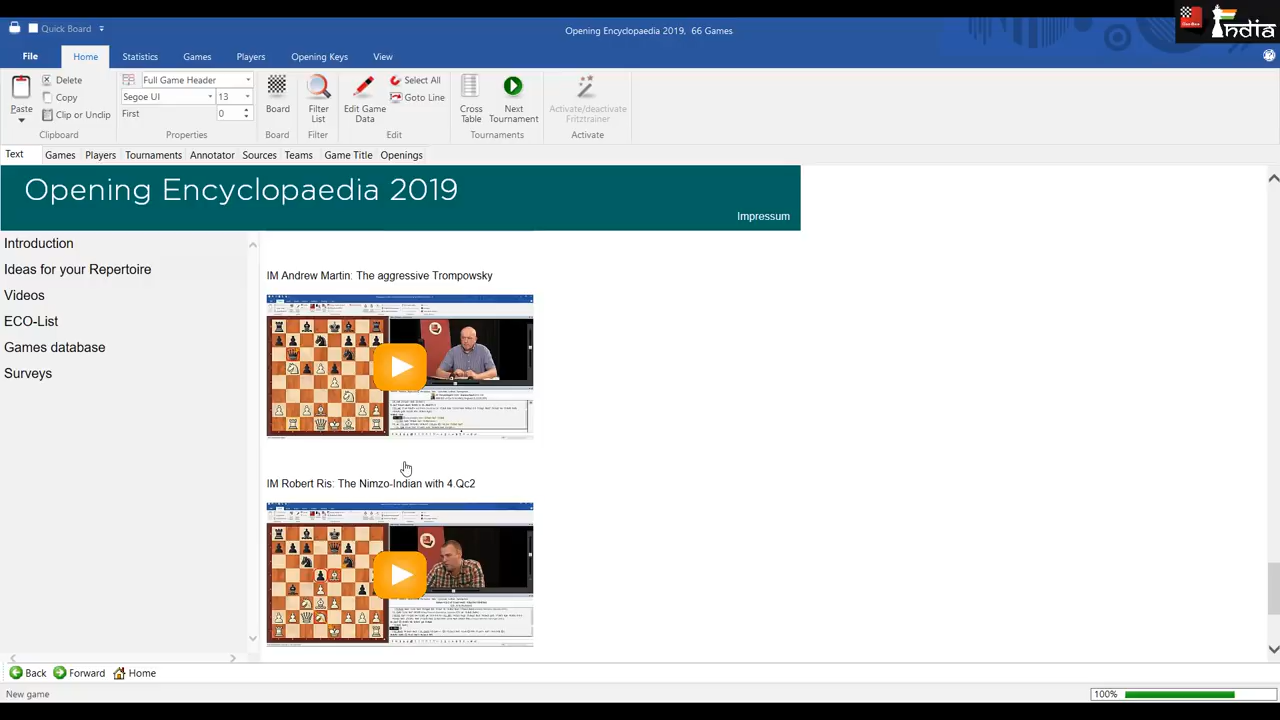 Quick Board
Opening Encyclopaedia 2019, 66 Games
India
File Home Statistics Games Players Opening Keys View
Paste
Delete
Copy
Clip or Undip
Clipboard
Full Game Header
Segoe UI 13
First 0
Properties
Board
Board
Filter List
Filter
Edit Game Data
Select All
Goto Line
Edit
Cross Table
Next Tournament
Tournaments
Activate/deactivate Fritztrainer
Activate
Text Games Players Tournaments Annotator Sources Teams Game Title Openings
Opening Encyclopaedia 2019
Impressum
Introduction
Ideas for your Repertoire
Videos
ECO-List
Games database
Surveys
IM Andrew Martin: The aggressive Trompowsky
IM Robert Ris: The Nimzo-Indian with 4.Qc2
Back Forward Home
New game
100%